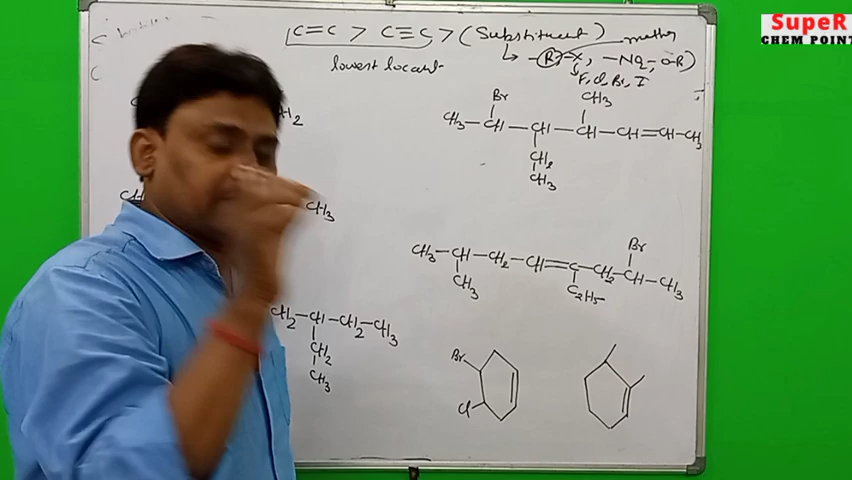 SupeR
CHEM POINT
C=C > C≡C > (Substituent)
lowest locant
→ -R, -X, -NO2, -OR)
F, Cl, Br, I
Br CH3
CH3-CH-CH-CH-CH=CH-CH3
CH2
CH3
H2
CH3
Br
CH3-CH-CH2-CH=C-CH2-CH-CH3
CH3 C2H5
H2-CH-CH2-CH3
CH2
CH3
Br
Cl